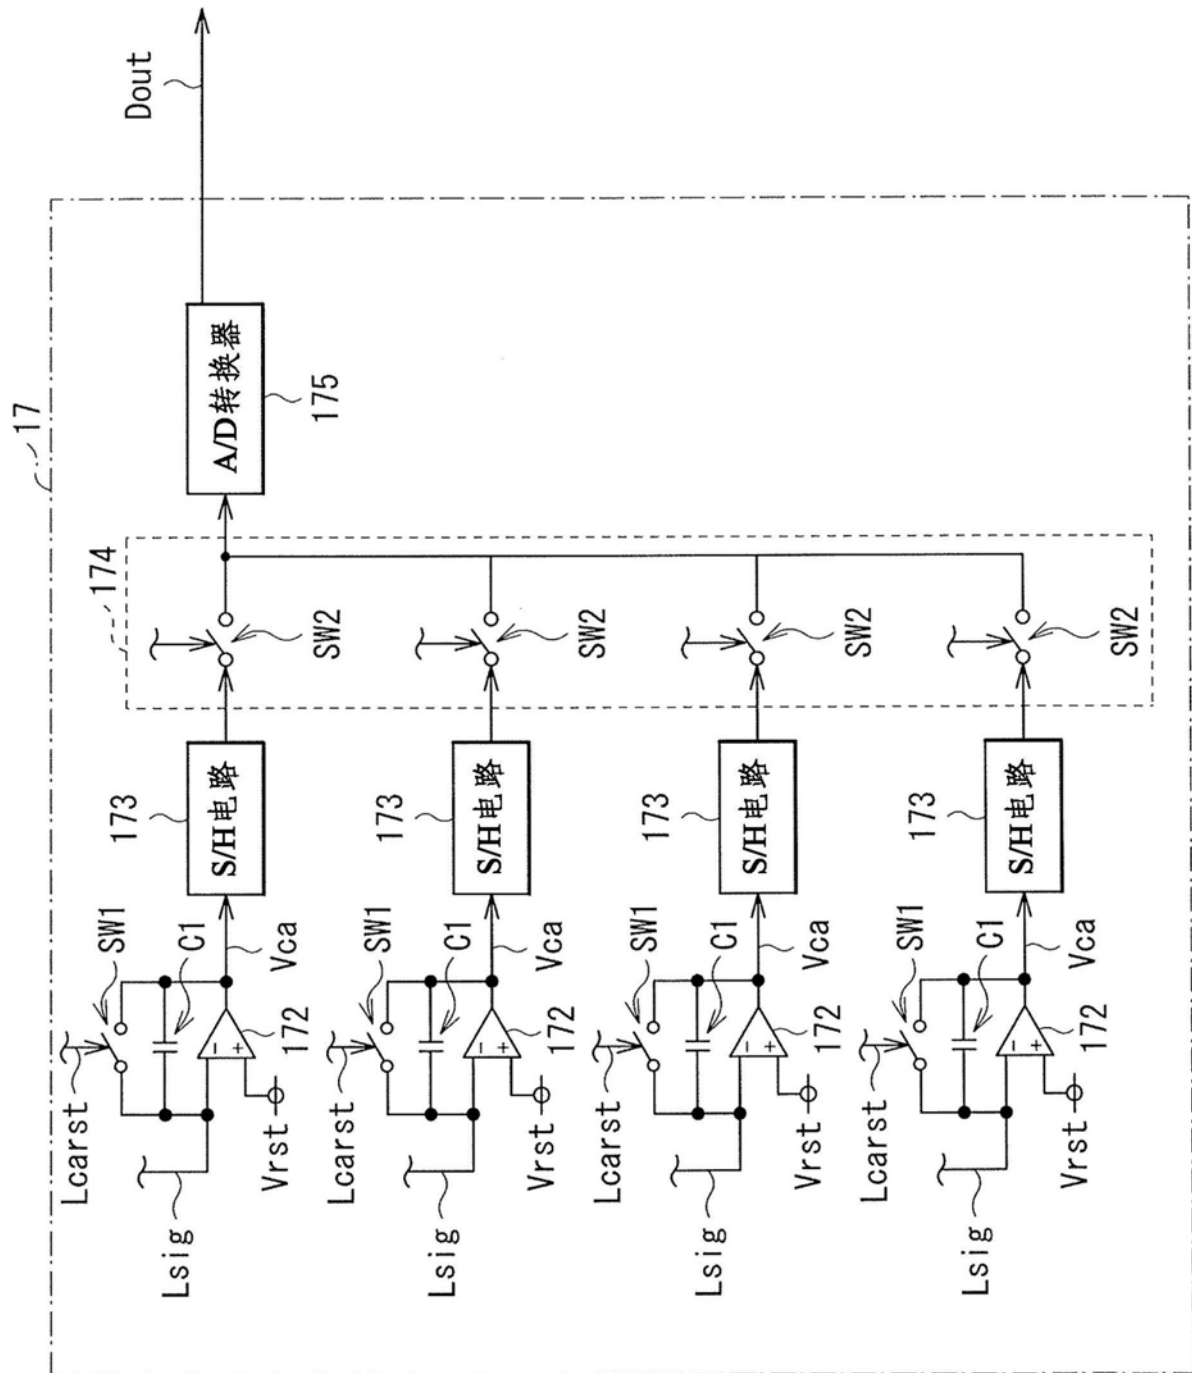 17
Lcarst
SW1
174
173
Dout
Lsig
C1
S/H电路
A/D转换器
Vrst
172
Vca
SW2
175
Lcarst
SW1
173
Lsig
C1
S/H电路
Vrst
172
Vca
SW2
Lcarst
SW1
173
Lsig
C1
S/H电路
Vrst
172
Vca
SW2
Lcarst
SW1
173
Lsig
C1
S/H电路
Vrst
172
Vca
SW2